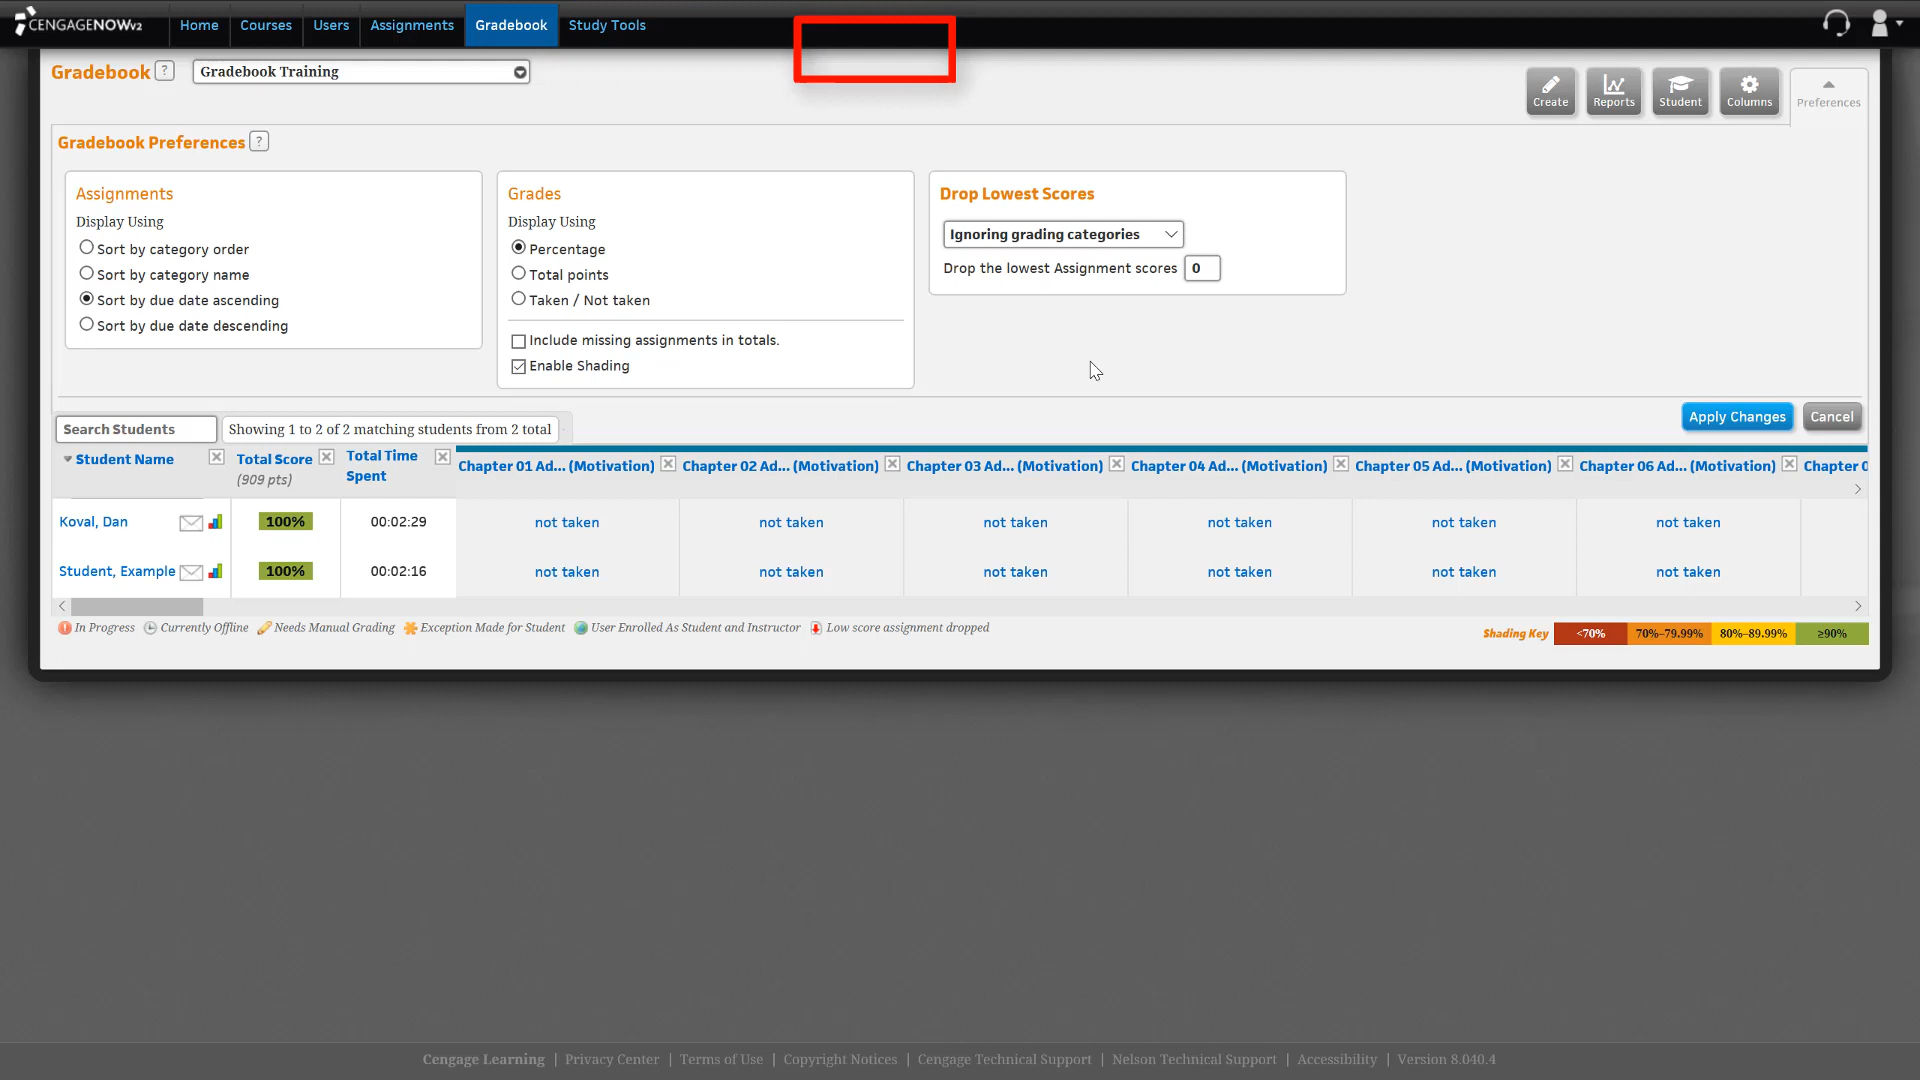 CENGAGENOWv2 Home Courses Users Assignments Gradebook Study Tools
Gradebook ? Gradebook Training
Create Reports Student Columns Preferences
Gradebook Preferences ?
Assignments
Display Using
Sort by category order
Sort by category name
Sort by due date ascending
Sort by due date descending
Grades
Display Using
Percentage
Total points
Taken / Not taken
Include missing assignments in totals.
Enable Shading
Drop Lowest Scores
Ignoring grading categories
Drop the lowest Assignment scores 0
Apply Changes Cancel
Search Students Showing 1 to 2 of 2 matching students from 2 total
Student Name Total Score (909 pts) Total Time Spent Chapter 01 Ad... (Motivation) Chapter 02 Ad... (Motivation) Chapter 03 Ad... (Motivation) Chapter 04 Ad... (Motivation) Chapter 05 Ad... (Motivation) Chapter 06 Ad... (Motivation) Chapter 0
Koval, Dan 100% 00:02:29 not taken not taken not taken not taken not taken not taken
Student, Example 100% 00:02:16 not taken not taken not taken not taken not taken not taken
In Progress Currently Offline Needs Manual Grading Exception Made for Student User Enrolled As Student and Instructor Low score assignment dropped
Shading Key <70% 70%–79.99% 80%–89.99% ≥90%
Cengage Learning | Privacy Center | Terms of Use | Copyright Notices | Cengage Technical Support | Nelson Technical Support | Accessibility | Version 8.040.4